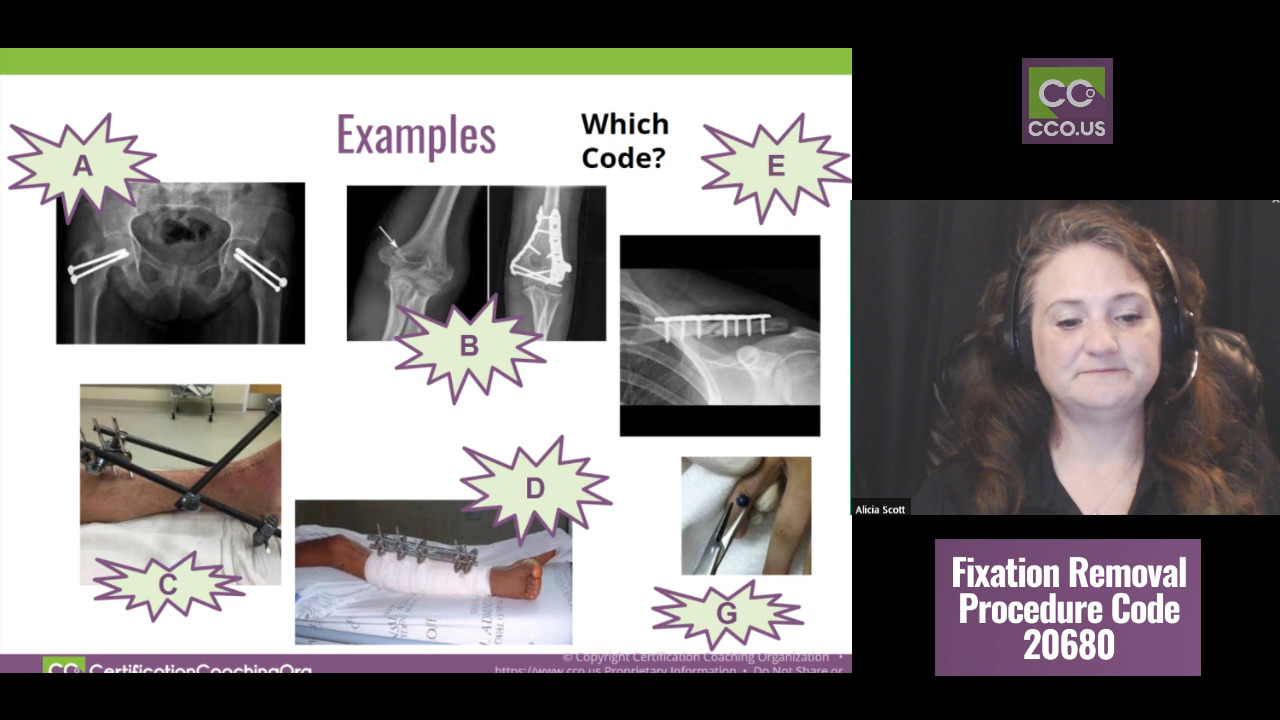 Examples
Which
Code?
A
B
E
C
D
G
CertificationCoachingOrg
© Copyright Certification Coaching Organization •
https://www.cco.us Proprietary Information • Do Not Share or
CCO
CCO.US
Alicia Scott
Fixation Removal
Procedure Code
20680